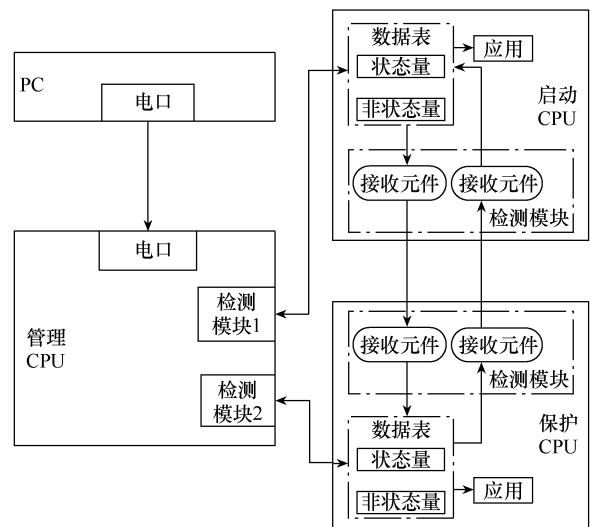 PC
电口
电口
检测
模块1
管理
CPU
检测
模块2
数据表
状态量
非状态量
应用
启动
CPU
接收元件
接收元件
检测模块
接收元件
接收元件
检测模块
数据表
状态量
非状态量
应用
保护
CPU